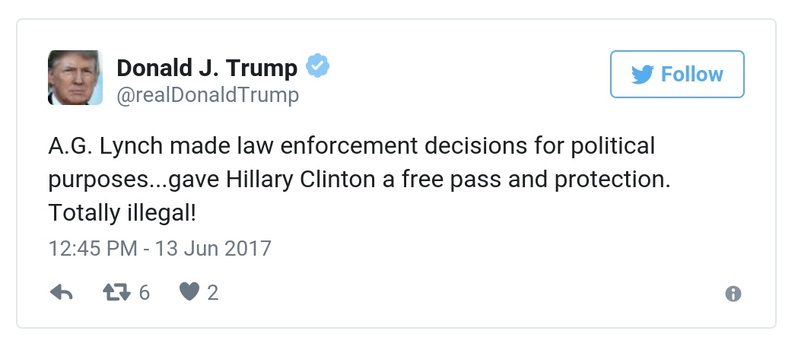 Donald J. Trump
@realDonaldTrump
Follow
A.G. Lynch made law enforcement decisions for political
purposes...gave Hillary Clinton a free pass and protection.
Totally illegal!
12:45 PM - 13 Jun 2017
6 2